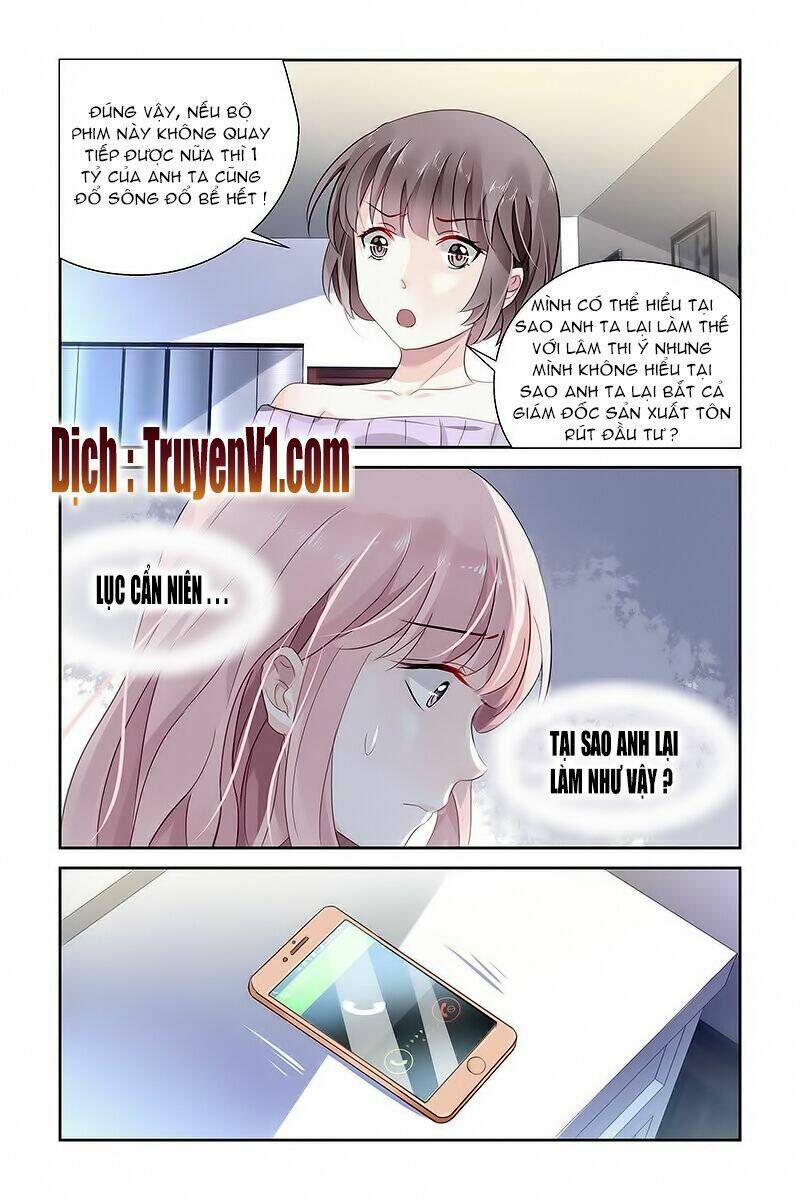 ĐÚNG VẬY, NẾU BỘ
PHIM NÀY KHÔNG QUAY
TIẾP ĐƯỢC NỮA THÌ 1
TỶ CỦA ANH TA CŨNG
ĐỔ SÔNG ĐỔ BỂ HẾT !
MÌNH CÓ THỂ HIỂU TẠI
SAO ANH TA LẠI LÀM THẾ
VỚI LÂM THI Ý NHƯNG
MÌNH KHÔNG HIỂU TẠI
SAO ANH TA LẠI BẮT CẢ
GIÁM ĐỐC SẢN XUẤT TÔN
RÚT ĐẦU TƯ ?
Dịch : TruyenV1.com
LỤC CẨN NIÊN . . .
TẠI SAO ANH LẠI
LÀM NHƯ VẬY ?